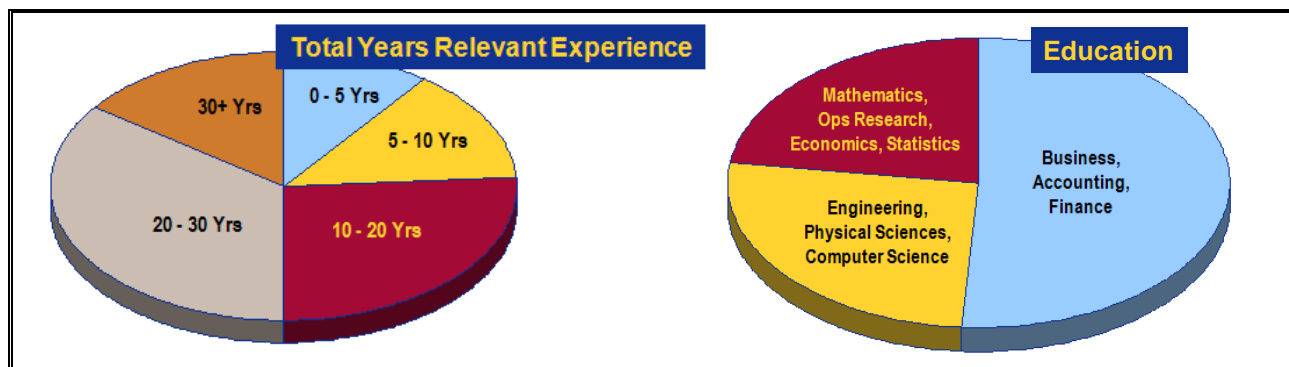 Total Years Relevant Experience
30+ Yrs
0 - 5 Yrs
5 - 10 Yrs
20 - 30 Yrs
10 - 20 Yrs
Education
Mathematics,
Ops Research,
Economics, Statistics
Business,
Accounting,
Finance
Engineering,
Physical Sciences,
Computer Science